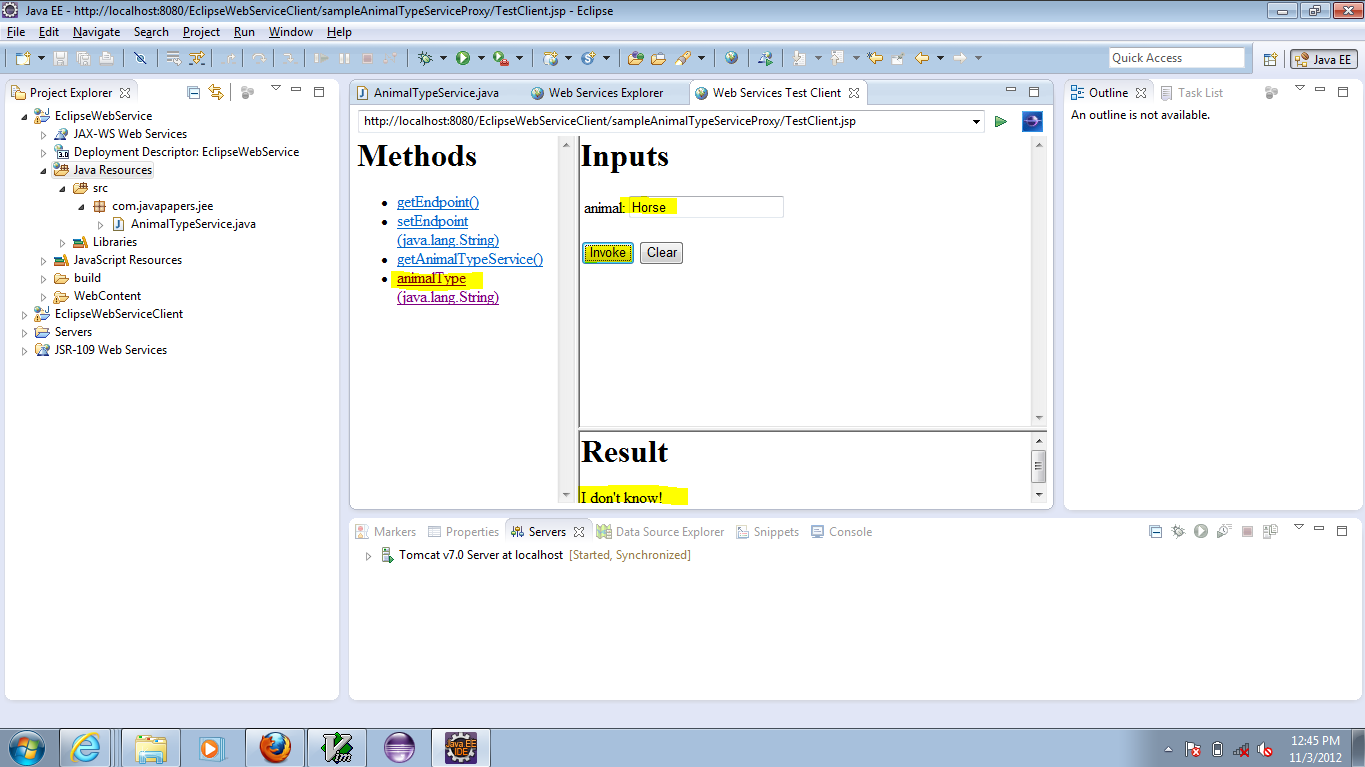 Java EE - http://localhost:8080/EclipseWebServiceClient/sampleAnimalTypeServiceProxy/TestClient.jsp - Eclipse
File Edit Navigate Search Project Run Window Help
Quick Access
Java EE
Project Explorer
EclipseWebService
JAX-WS Web Services
3.0 Deployment Descriptor: EclipseWebService
Java Resources
src
com.javapapers.jee
AnimalTypeService.java
Libraries
JavaScript Resources
build
WebContent
EclipseWebServiceClient
Servers
JSR-109 Web Services
AnimalTypeService.java Web Services Explorer Web Services Test Client
http://localhost:8080/EclipseWebServiceClient/sampleAnimalTypeServiceProxy/TestClient.jsp
Methods
getEndpoint()
setEndpoint
(java.lang.String)
getAnimalTypeService()
animalType
(java.lang.String)
Inputs
animal: Horse
Invoke Clear
Result
I don't know!
Outline Task List
An outline is not available.
Markers Properties Servers Data Source Explorer Snippets Console
Tomcat v7.0 Server at localhost [Started, Synchronized]
Vim
Java EE
IDE
12:45 PM
11/3/2012